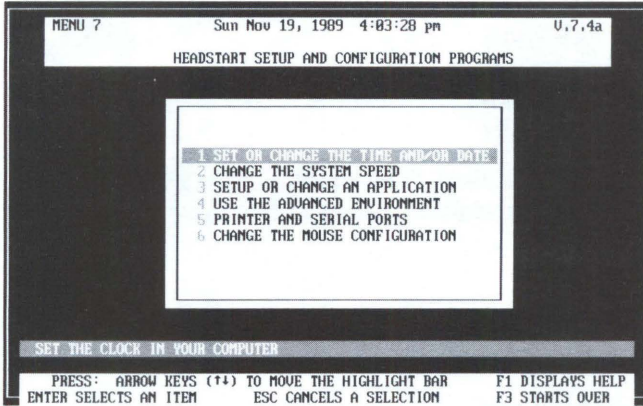 MENU 7 Sun Nov 19, 1989 4:03:28 pm V.7.4a
HEADSTART SETUP AND CONFIGURATION PROGRAMS
1 SET OR CHANGE THE TIME AND/OR DATE
2 CHANGE THE SYSTEM SPEED
3 SETUP OR CHANGE AN APPLICATION
4 USE THE ADVANCED ENVIRONMENT
5 PRINTER AND SERIAL PORTS
6 CHANGE THE MOUSE CONFIGURATION
SET THE CLOCK IN YOUR COMPUTER
PRESS: ARROW KEYS (↑↓) TO MOVE THE HIGHLIGHT BAR F1 DISPLAYS HELP
ENTER SELECTS AN ITEM ESC CANCELS A SELECTION F3 STARTS OVER